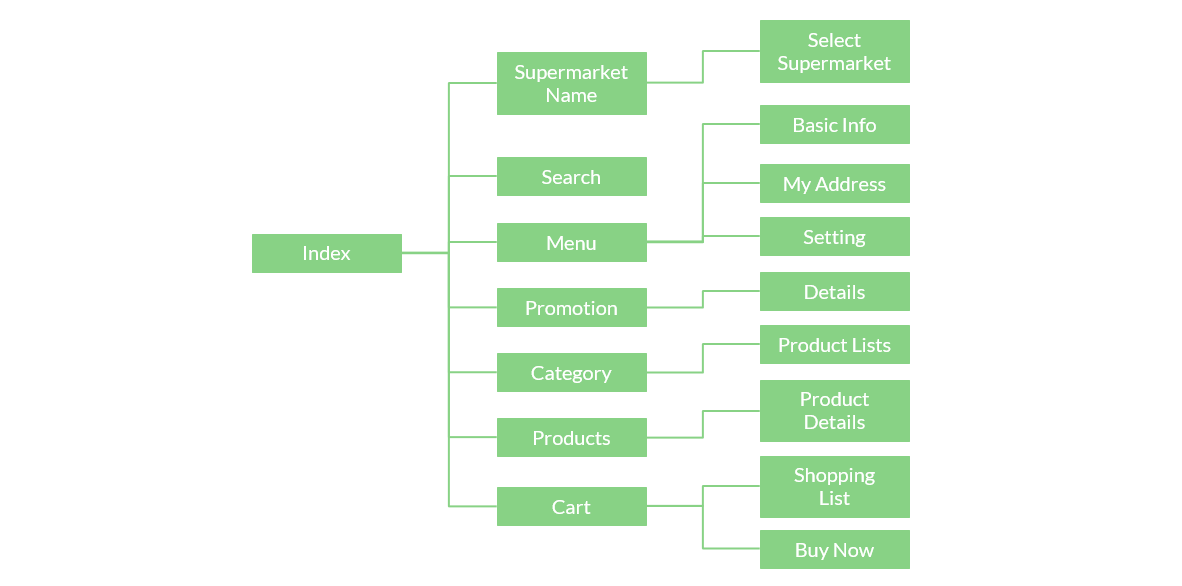 Index
Supermarket
Name
Search
Menu
Promotion
Category
Products
Cart
Select
Supermarket
Basic Info
My Address
Setting
Details
Product Lists
Product
Details
Shopping
List
Buy Now